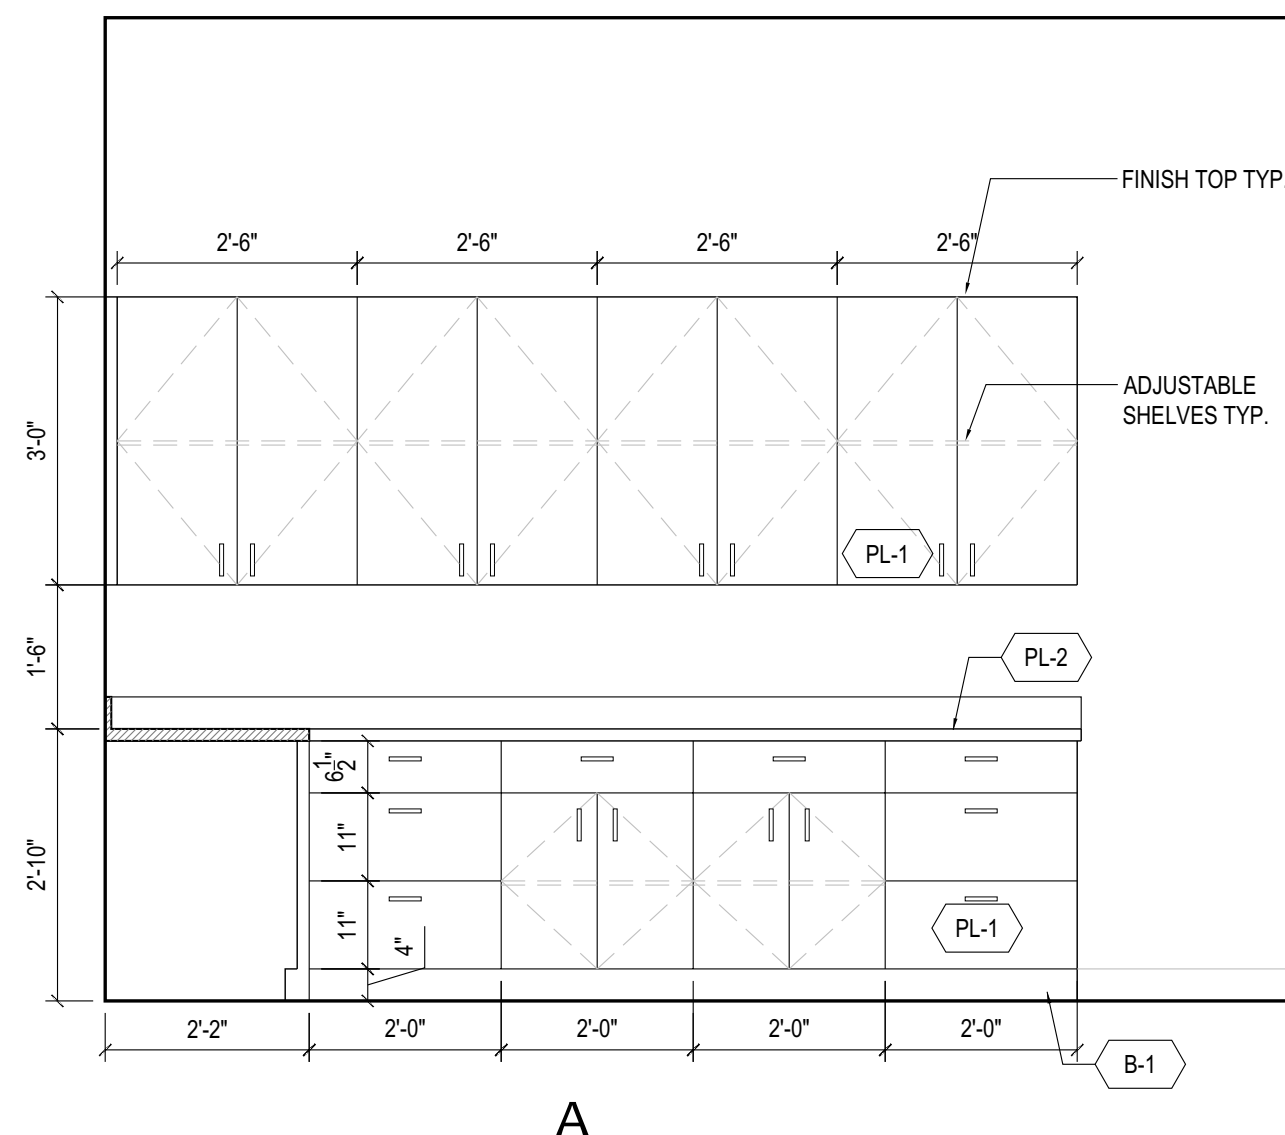 FINISH TOP TYP.
2'-6" 2'-6" 2'-6" 2'-6"
3'-0"
ADJUSTABLE
SHELVES TYP.
PL-1
1'-6"
PL-2
6 1/2"
2'-10"
11"
11"
4"
PL-1
2'-2" 2'-0" 2'-0" 2'-0" 2'-0"
B-1
A